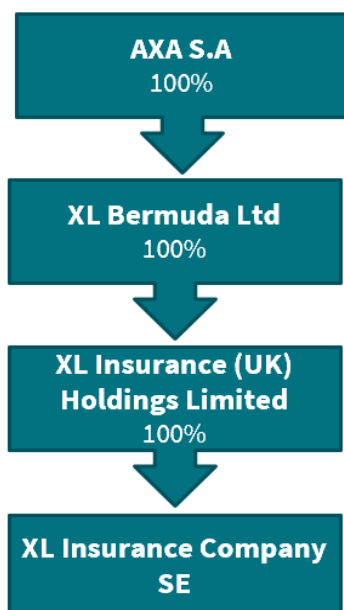 AXA S.A
100%
XL Bermuda Ltd
100%
XL Insurance (UK)
Holdings Limited
100%
XL Insurance Company
SE